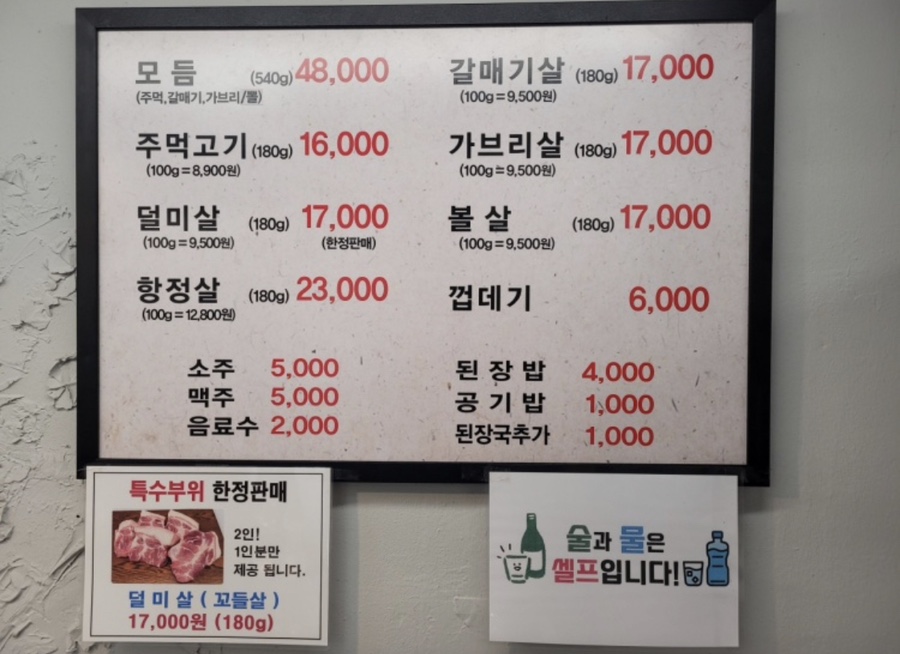 모듬 (540g) 48,000
(주먹,갈매기,가브리/틀)
주먹고기 (180g) 16,000
(100g=8,900원)
덜미살 (180g) 17,000
(100g=9,500원) (한정판매)
항정살 (180g) 23,000
(100g=12,800원)
갈매기살 (180g) 17,000
(100g=9,500원)
가브리살 (180g) 17,000
(100g=9,500원)
볼살 (180g) 17,000
(100g=9,500원)
껍데기 6,000
소주 5,000
맥주 5,000
음료수 2,000
된장밥 4,000
공기밥 1,000
된장국추가 1,000
특수부위 한정판매
2인!
1인분만
제공 됩니다.
덜미살 (꼬들살)
17,000원 (180g)
술과 물은
셀프입니다!